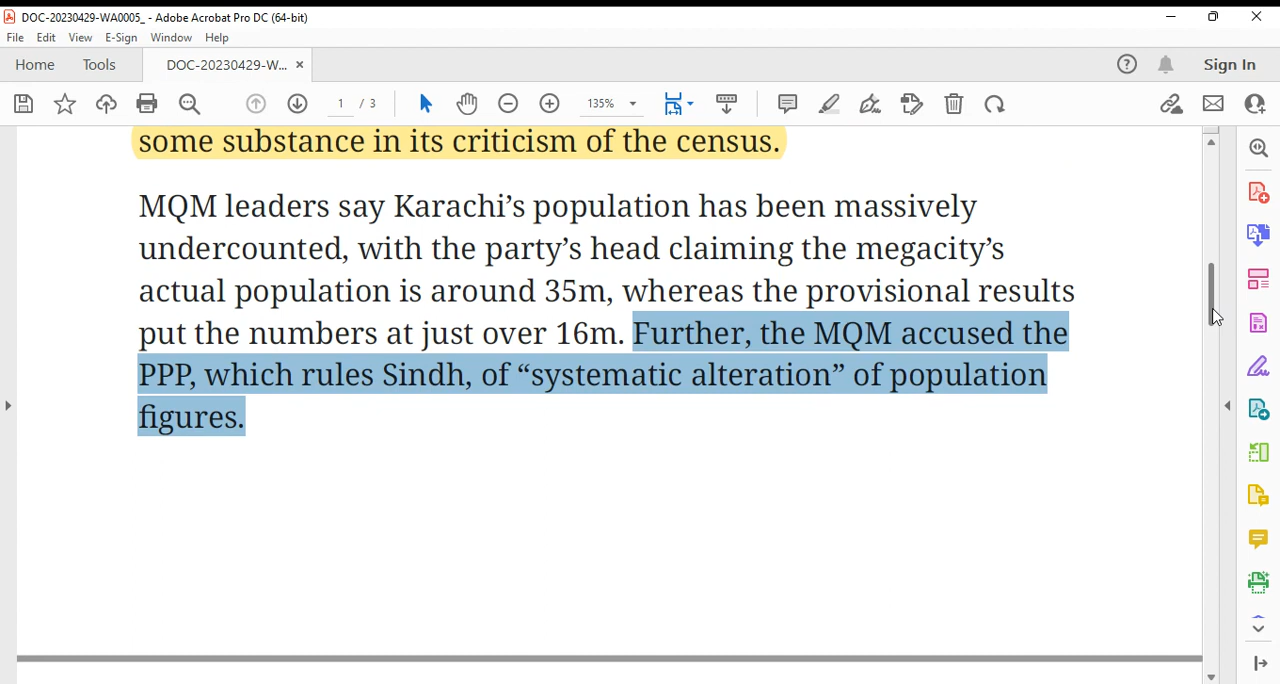 DOC-20230429-WA0005_ - Adobe Acrobat Pro DC (64-bit)
File Edit View E-Sign Window Help
Home Tools DOC-20230429-W... × Sign In
1 / 3 135%
some substance in its criticism of the census.
MQM leaders say Karachi’s population has been massively
undercounted, with the party’s head claiming the megacity’s
actual population is around 35m, whereas the provisional results
put the numbers at just over 16m. Further, the MQM accused the
PPP, which rules Sindh, of “systematic alteration” of population
figures.